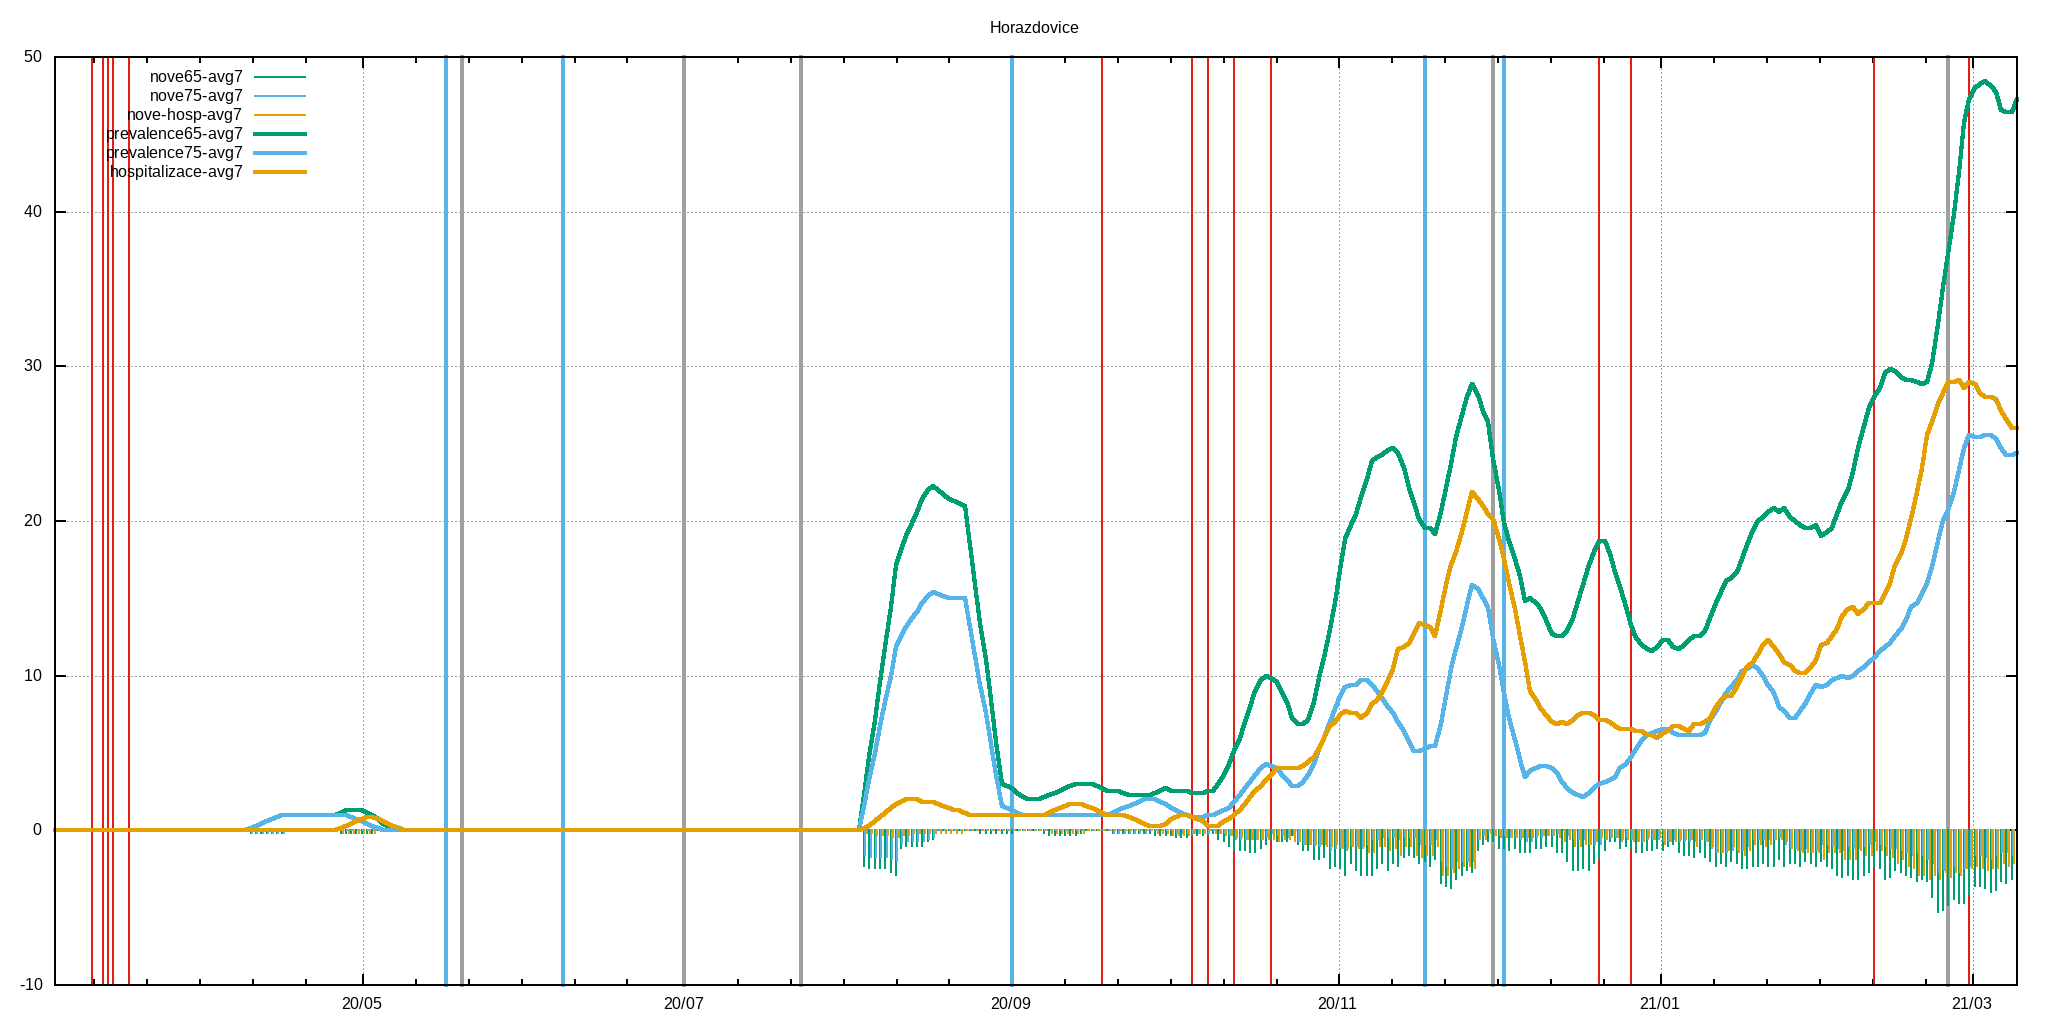 Horazdovice
50
nove65-avg7
nove75-avg7
nove-hosp-avg7
prevalence65-avg7
prevalence75-avg7
hospitalizace-avg7
40
30
20
10
0
-10
20/05 20/07 20/09 20/11 21/01 21/03